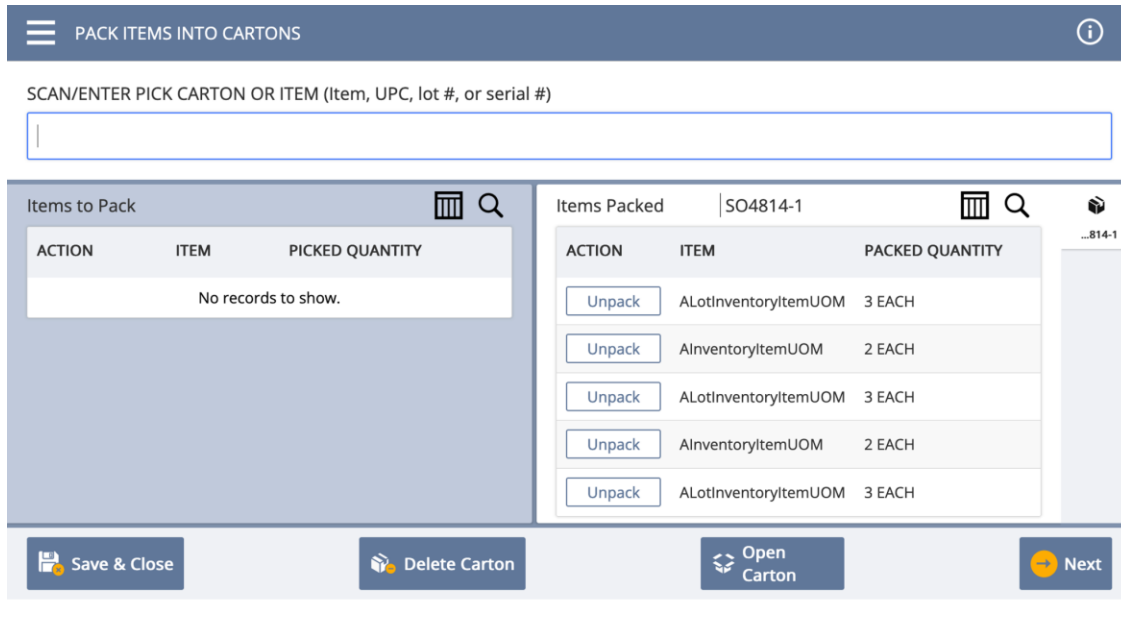 PACK ITEMS INTO CARTONS
SCAN/ENTER PICK CARTON OR ITEM (Item, UPC, lot #, or serial #)
Items to Pack
ACTION ITEM PICKED QUANTITY
No records to show.
Items Packed SO4814-1
ACTION ITEM PACKED QUANTITY
Unpack ALotInventoryItemUOM 3 EACH
Unpack AInventoryItemUOM 2 EACH
Unpack ALotInventoryItemUOM 3 EACH
Unpack AInventoryItemUOM 2 EACH
Unpack ALotInventoryItemUOM 3 EACH
...814-1
Save & Close
Delete Carton
Open
Carton
Next